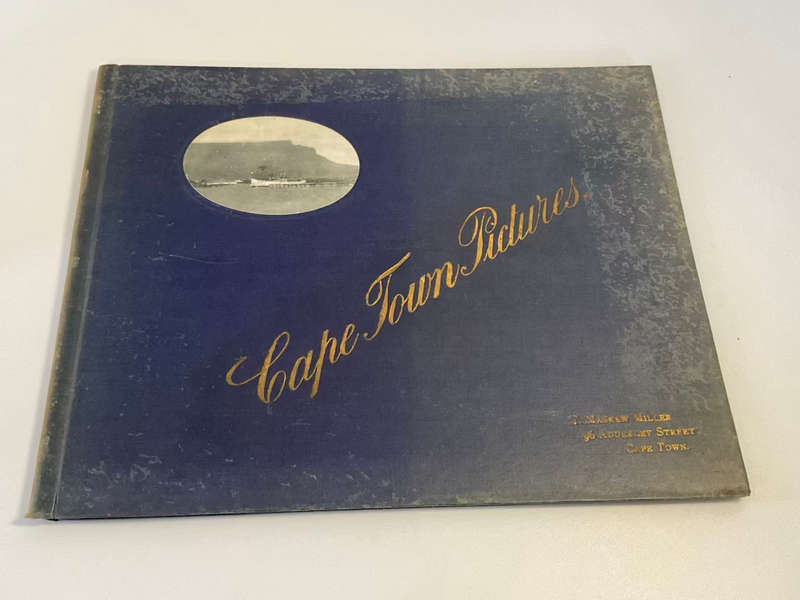 Cape Town Pictures.
T. Maskew Miller
96 Adderley Street
Cape Town.